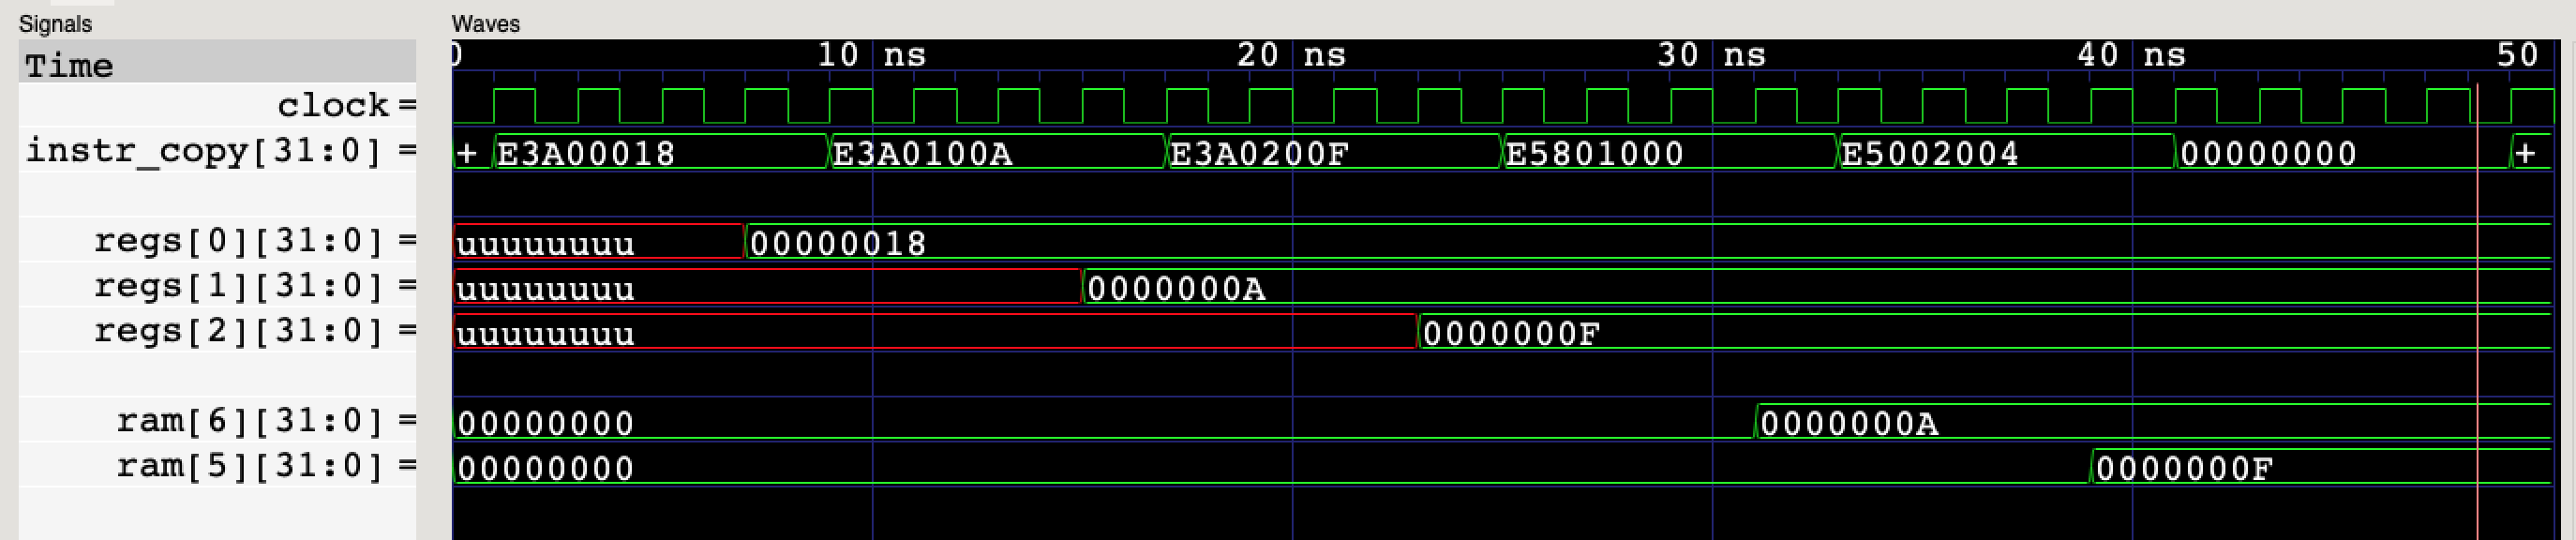 Signals Waves
Time 0 10 ns 20 ns 30 ns 40 ns 50
clock =
instr_copy[31:0] = + E3A00018 E3A0100A E3A0200F E5801000 E5002004 00000000 +
regs[0][31:0] = uuuuuuuu 00000018
regs[1][31:0] = uuuuuuuu 0000000A
regs[2][31:0] = uuuuuuuu 0000000F
ram[6][31:0] = 00000000 0000000A
ram[5][31:0] = 00000000 0000000F